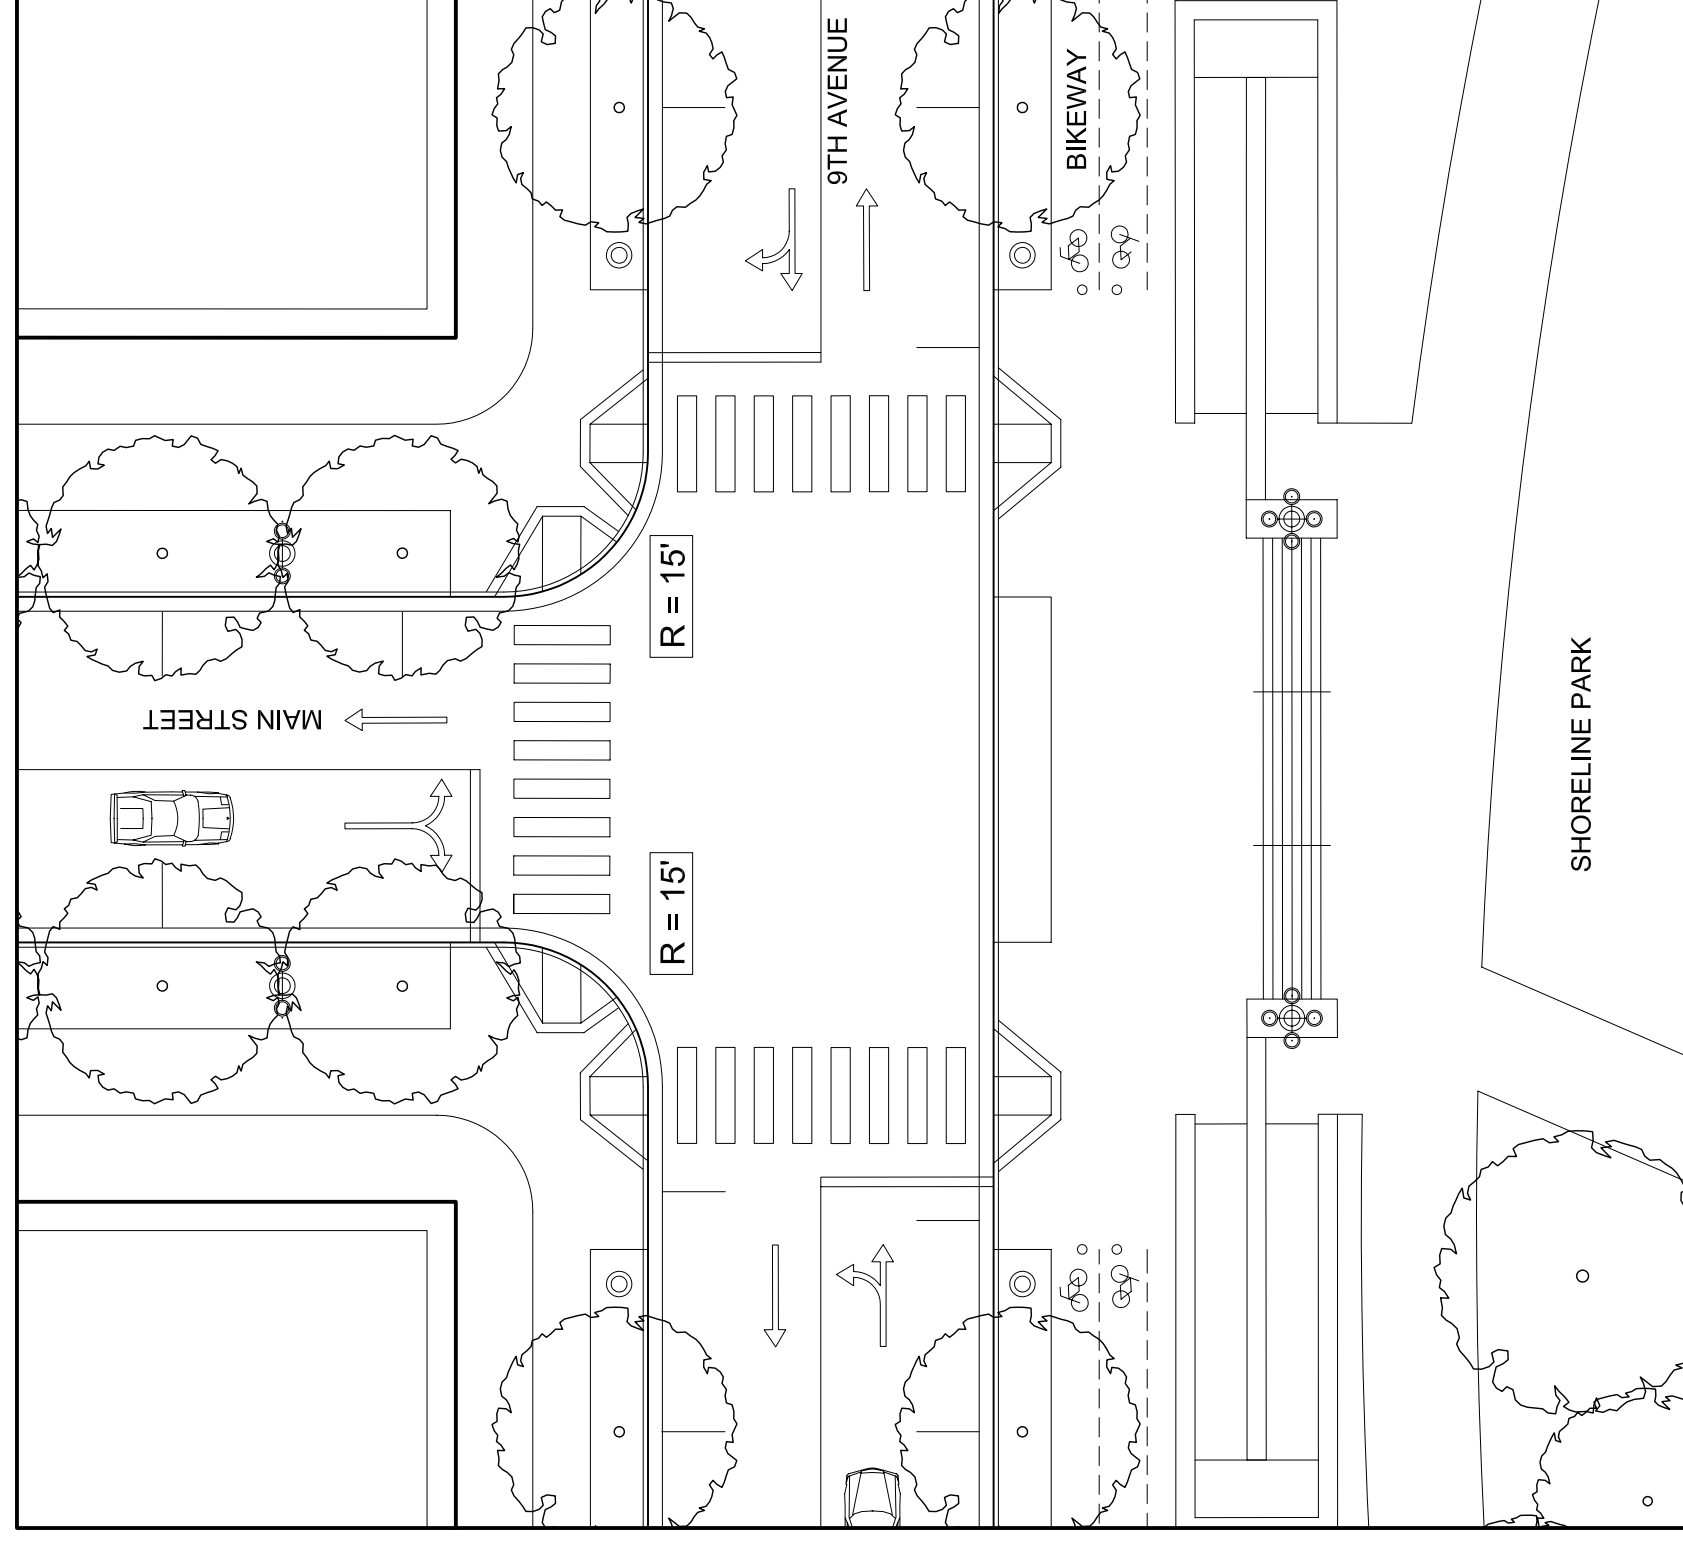 9TH AVENUE
BIKEWAY
R = 15'
MAIN STREET
SHORELINE PARK
R = 15'